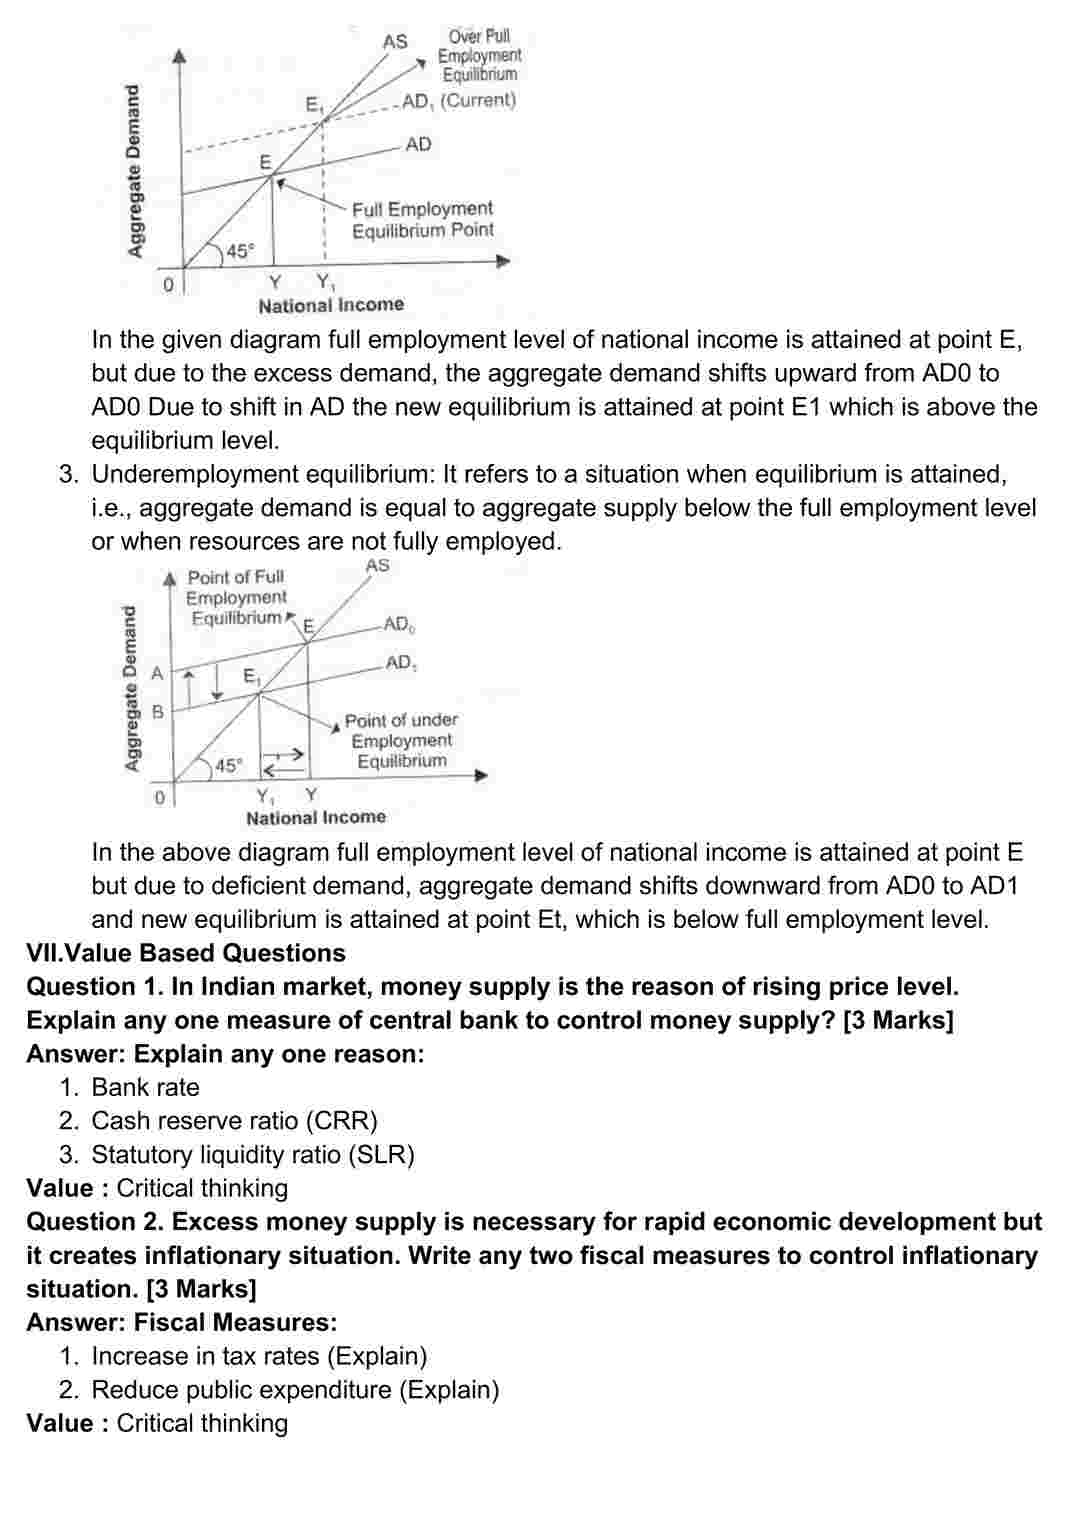 AS
Over Full
Employment
Equilibrium
E₁
AD₁ (Current)
AD
E
Aggregate Demand
Full Employment
Equilibrium Point
45°
0
Y
Y₁
National Income
In the given diagram full employment level of national income is attained at point E,
but due to the excess demand, the aggregate demand shifts upward from AD0 to
AD0 Due to shift in AD the new equilibrium is attained at point E1 which is above the
equilibrium level.
3. Underemployment equilibrium: It refers to a situation when equilibrium is attained,
i.e., aggregate demand is equal to aggregate supply below the full employment level
or when resources are not fully employed.
AS
Point of Full
Employment
Equilibrium
E
AD₀
AD₁
A
E₁
B
Aggregate Demand
Point of under
Employment
Equilibrium
45°
0
Y₁
Y
National Income
In the above diagram full employment level of national income is attained at point E
but due to deficient demand, aggregate demand shifts downward from AD0 to AD1
and new equilibrium is attained at point Et, which is below full employment level.
VII.Value Based Questions
Question 1. In Indian market, money supply is the reason of rising price level.
Explain any one measure of central bank to control money supply? [3 Marks]
Answer: Explain any one reason:
1. Bank rate
2. Cash reserve ratio (CRR)
3. Statutory liquidity ratio (SLR)
Value : Critical thinking
Question 2. Excess money supply is necessary for rapid economic development but
it creates inflationary situation. Write any two fiscal measures to control inflationary
situation. [3 Marks]
Answer: Fiscal Measures:
1. Increase in tax rates (Explain)
2. Reduce public expenditure (Explain)
Value : Critical thinking